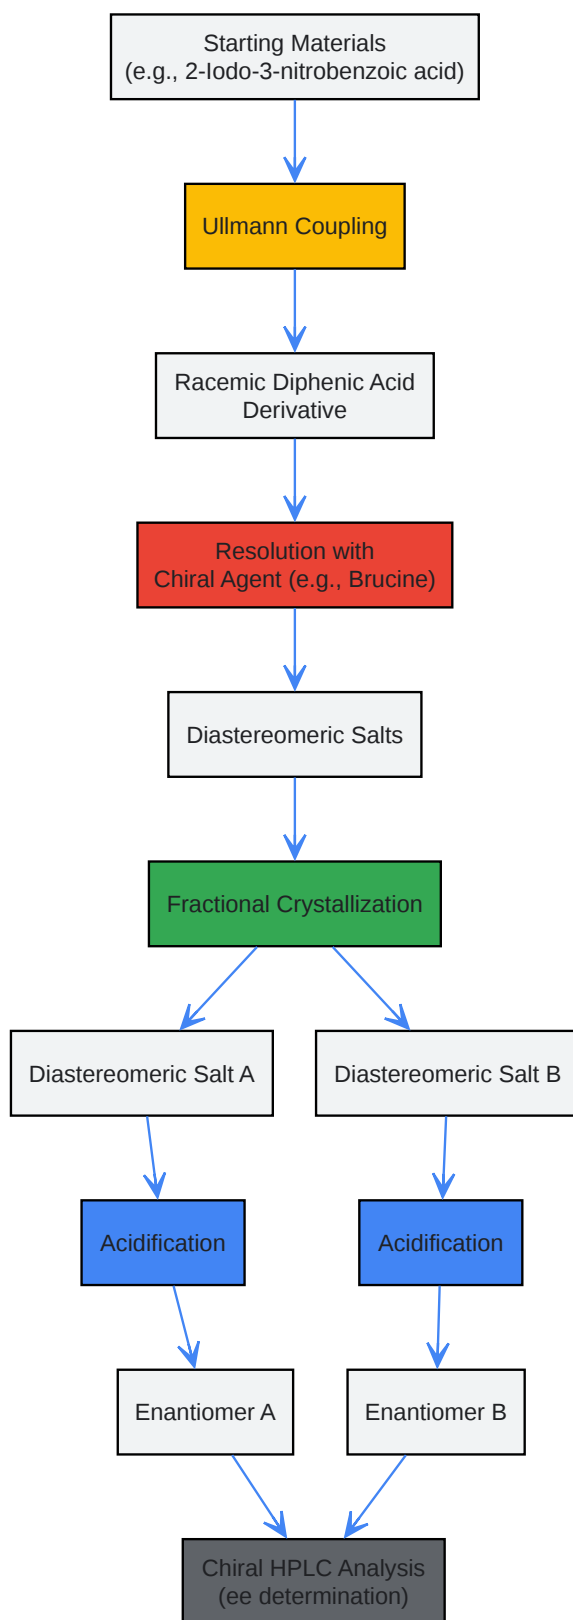 Starting Materials
(e.g., 2-Iodo-3-nitrobenzoic acid)
Ullmann Coupling
Racemic Diphenic Acid
Derivative
Resolution with
Chiral Agent (e.g., Brucine)
Diastereomeric Salts
Fractional Crystallization
Diastereomeric Salt A
Diastereomeric Salt B
Acidification
Acidification
Enantiomer A
Enantiomer B
Chiral HPLC Analysis
(ee determination)